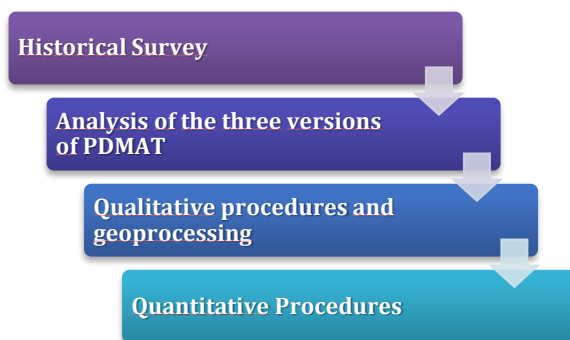 Historical Survey
Analysis of the three versions
of PDMAT
Qualitative procedures and
geoprocessing
Quantitative Procedures